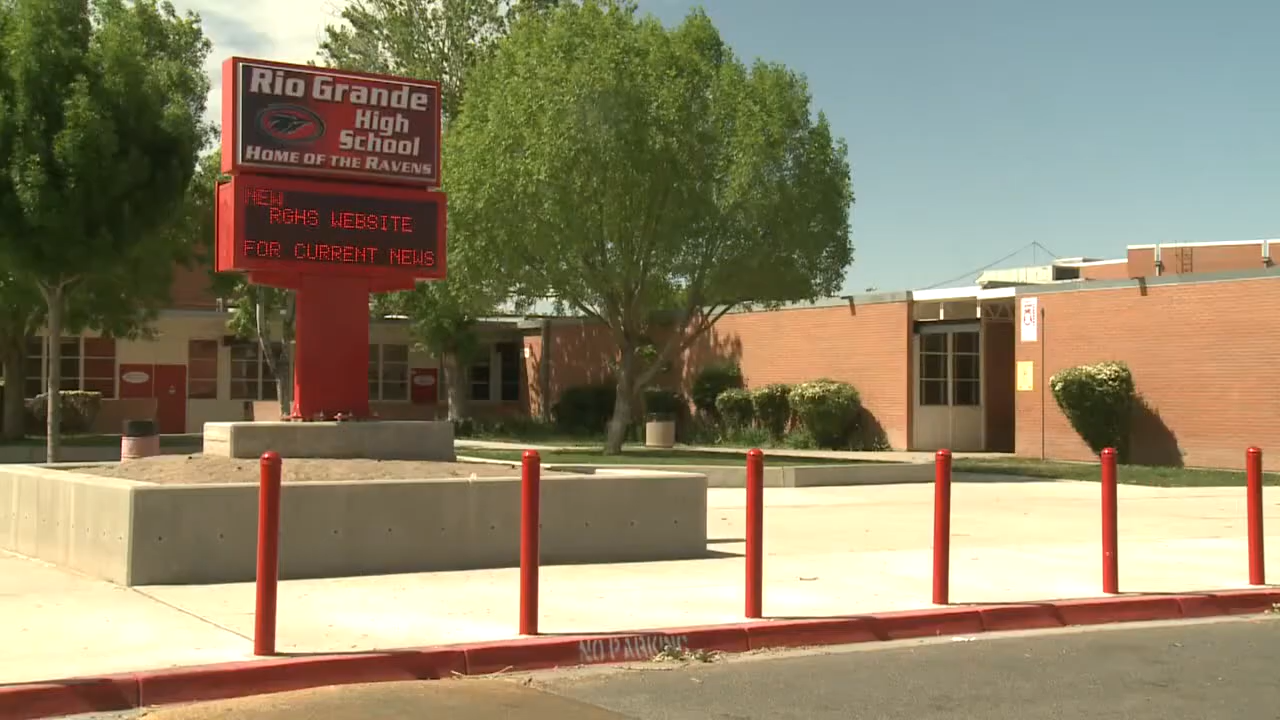 Rio Grande
High
School
HOME OF THE RAVENS
NEW
RGHS WEBSITE
FOR CURRENT NEWS
NO PARKING